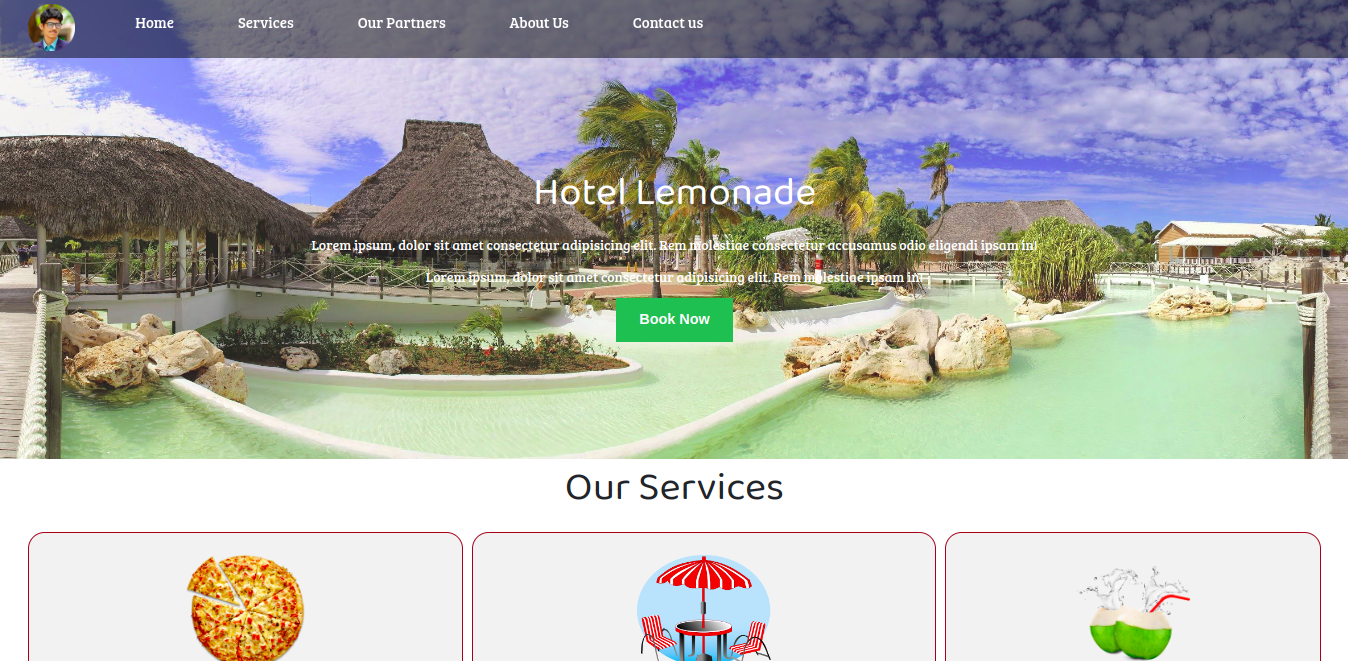 Home Services Our Partners About Us Contact us
Hotel Lemonade
Lorem ipsum, dolor sit amet consectetur adipisicing elit. Rem molestiae consectetur accusamus odio eligendi ipsam in!
Lorem ipsum, dolor sit amet consectetur adipisicing elit. Rem molestiae ipsam in!
Book Now
Our Services